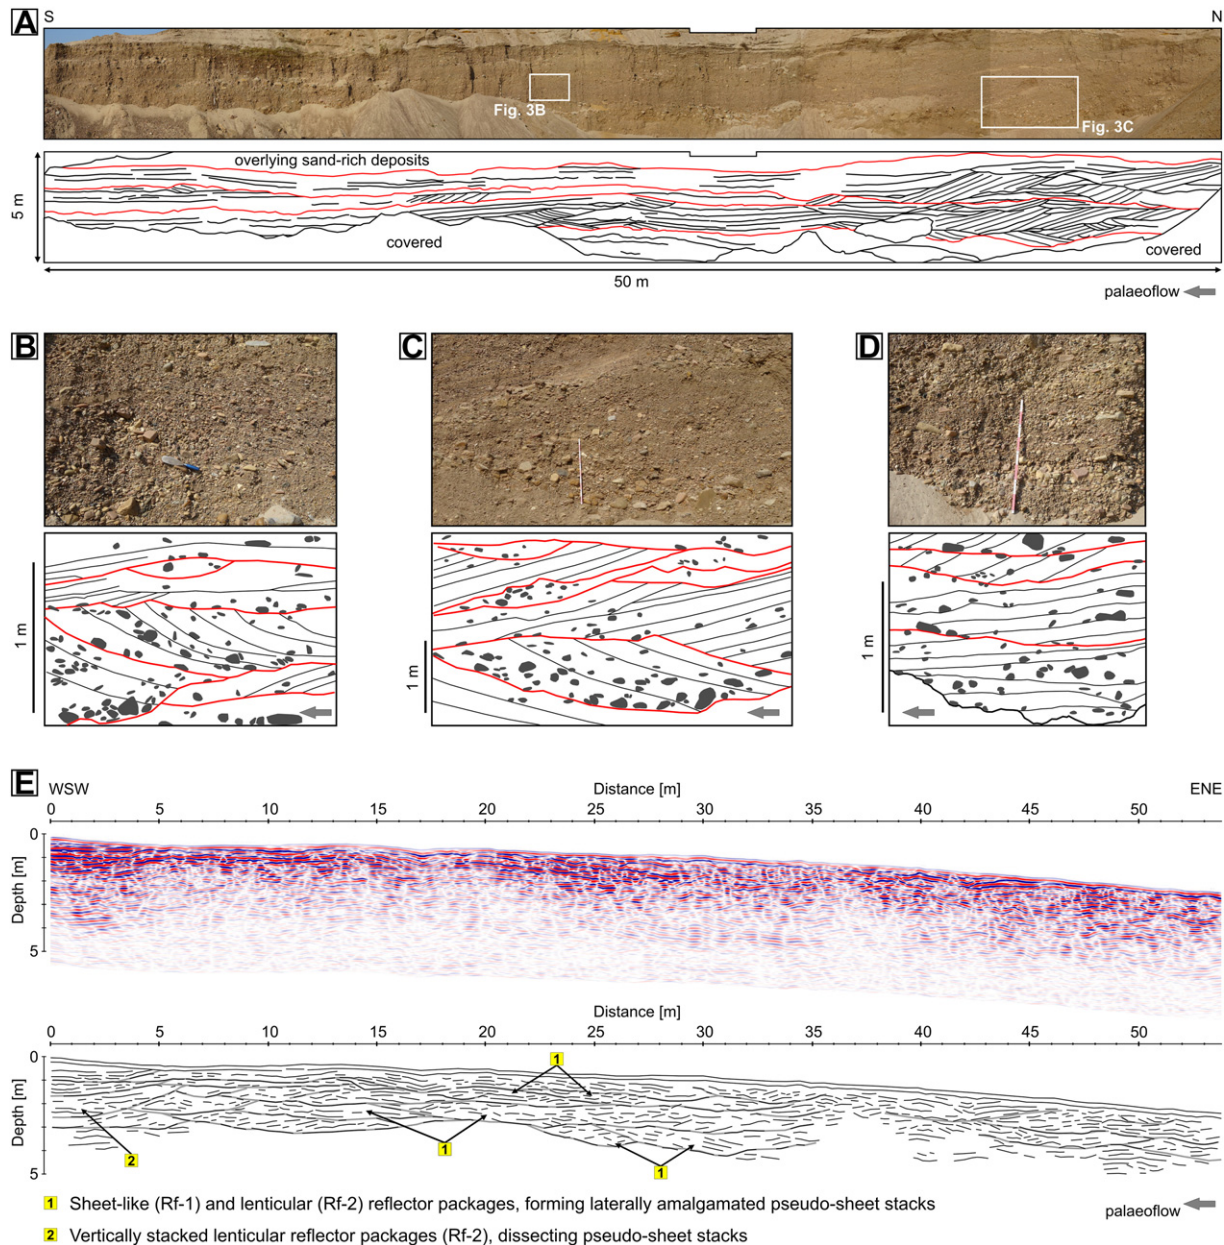 A S N
Fig. 3B
Fig. 3C
overlying sand-rich deposits
5 m
covered
covered
50 m
palaeoflow
B
C
D
1 m
1 m
1 m
E WSW Distance [m] ENE
0 5 10 15 20 25 30 35 40 45 50
0
Depth [m]
5
Distance [m]
0 5 10 15 20 25 30 35 40 45 50
0
1
Depth [m]
1
2
1
5
1 Sheet-like (Rf-1) and lenticular (Rf-2) reflector packages, forming laterally amalgamated pseudo-sheet stacks
palaeoflow
2 Vertically stacked lenticular reflector packages (Rf-2), dissecting pseudo-sheet stacks